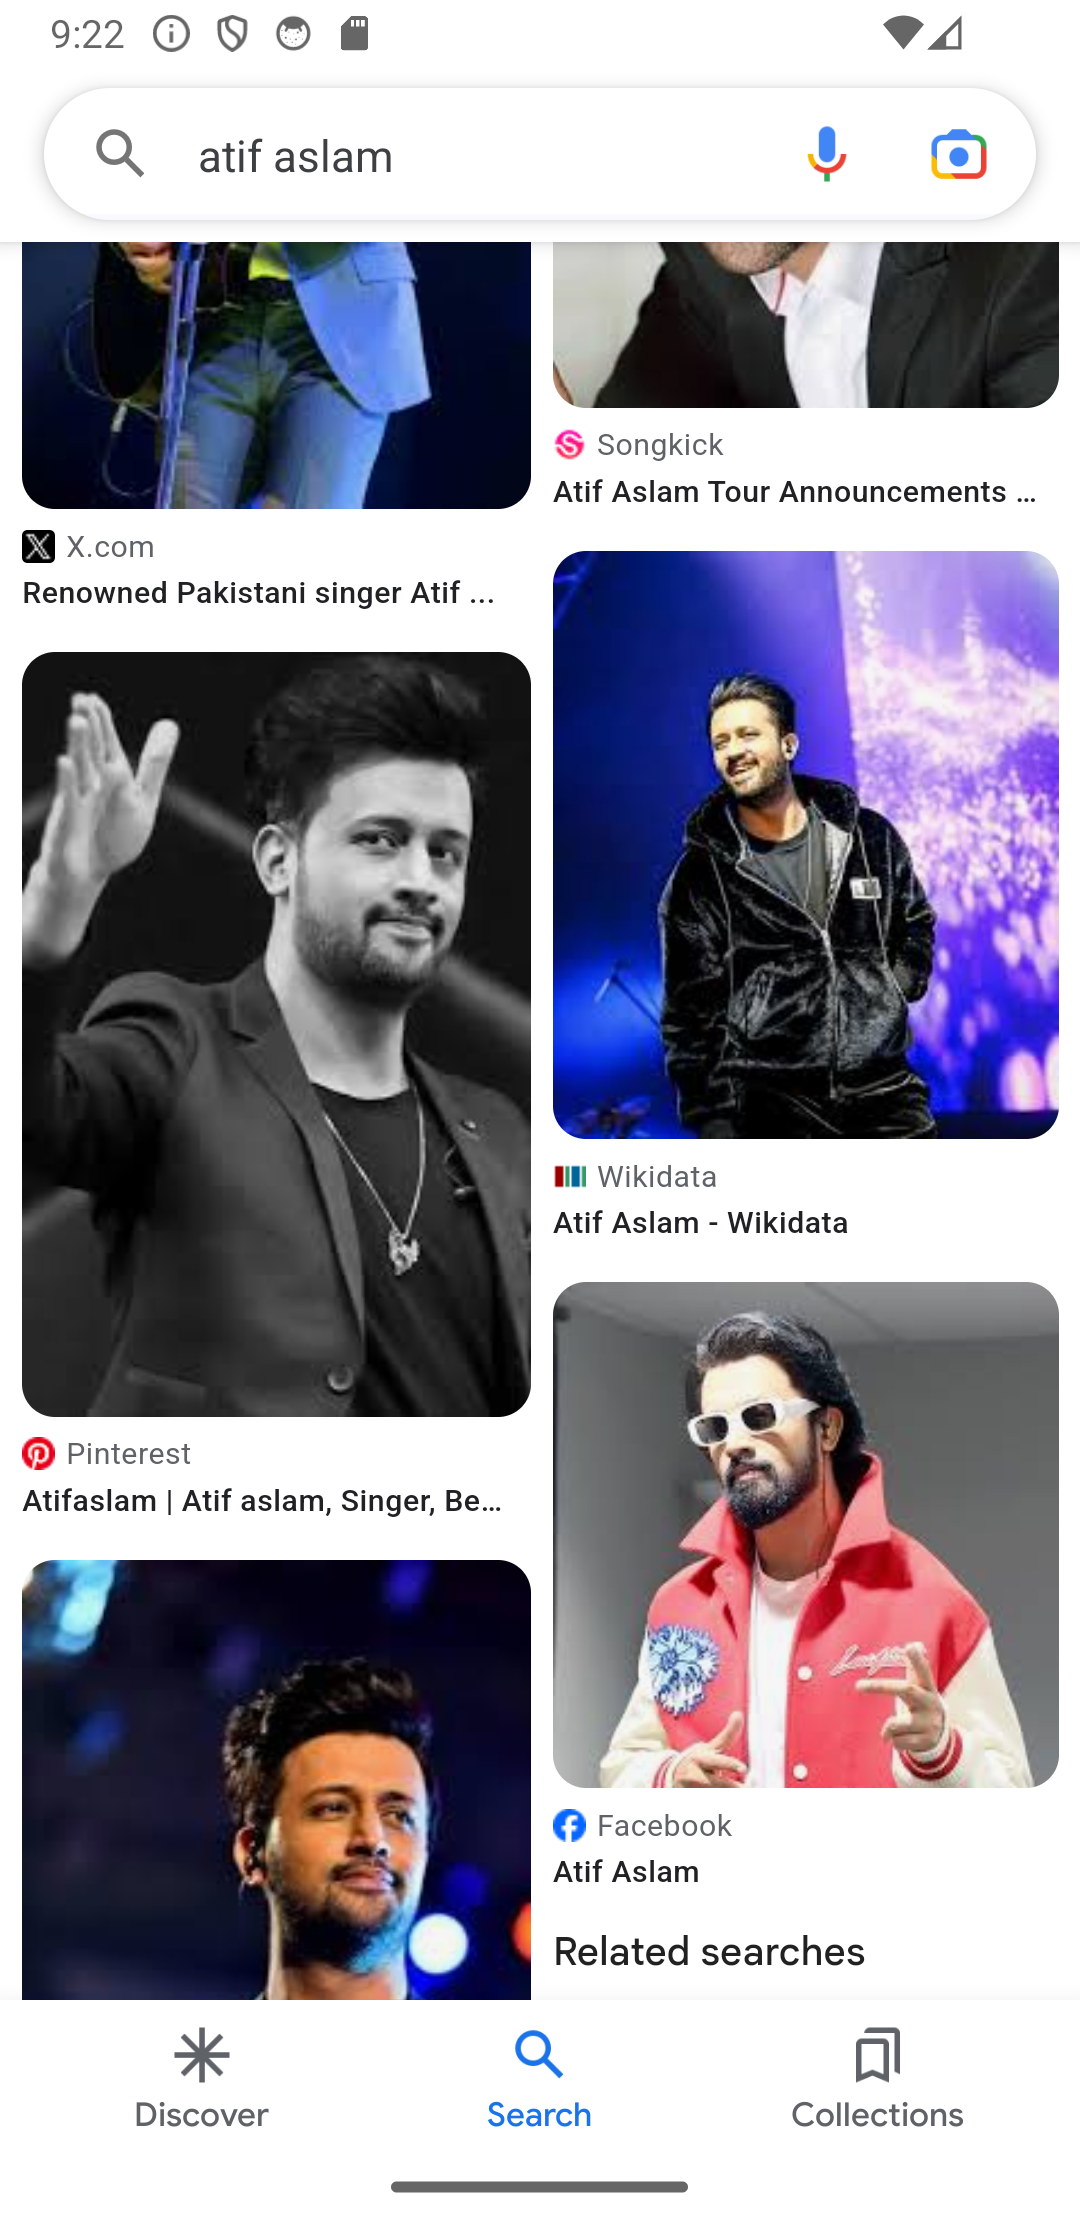 9:22
atif aslam
Songkick
Atif Aslam Tour Announcements ...
X.com
Renowned Pakistani singer Atif ...
Wikidata
Atif Aslam - Wikidata
Pinterest
Atifaslam | Atif aslam, Singer, Be...
Facebook
Atif Aslam
Related searches
Discover
Search
Collections